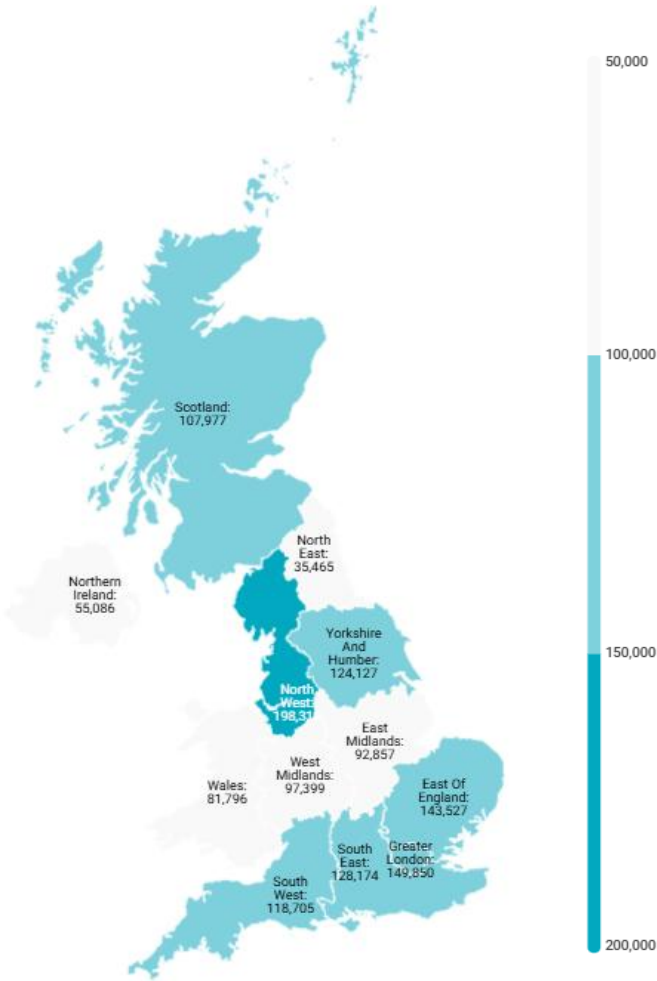 50,000
100,000
Scotland:
107,977
North
East:
35,465
Northern
Ireland:
55,086
Yorkshire
And
Humber:
124,127
150,000
North
West:
East
Midlands:
92,857
West
Midlands:
97,399
Wales:
81,796
East Of
England:
143,527
South
East:
128,174
Greater
London:
149,850
South
West:
118,705
200,000